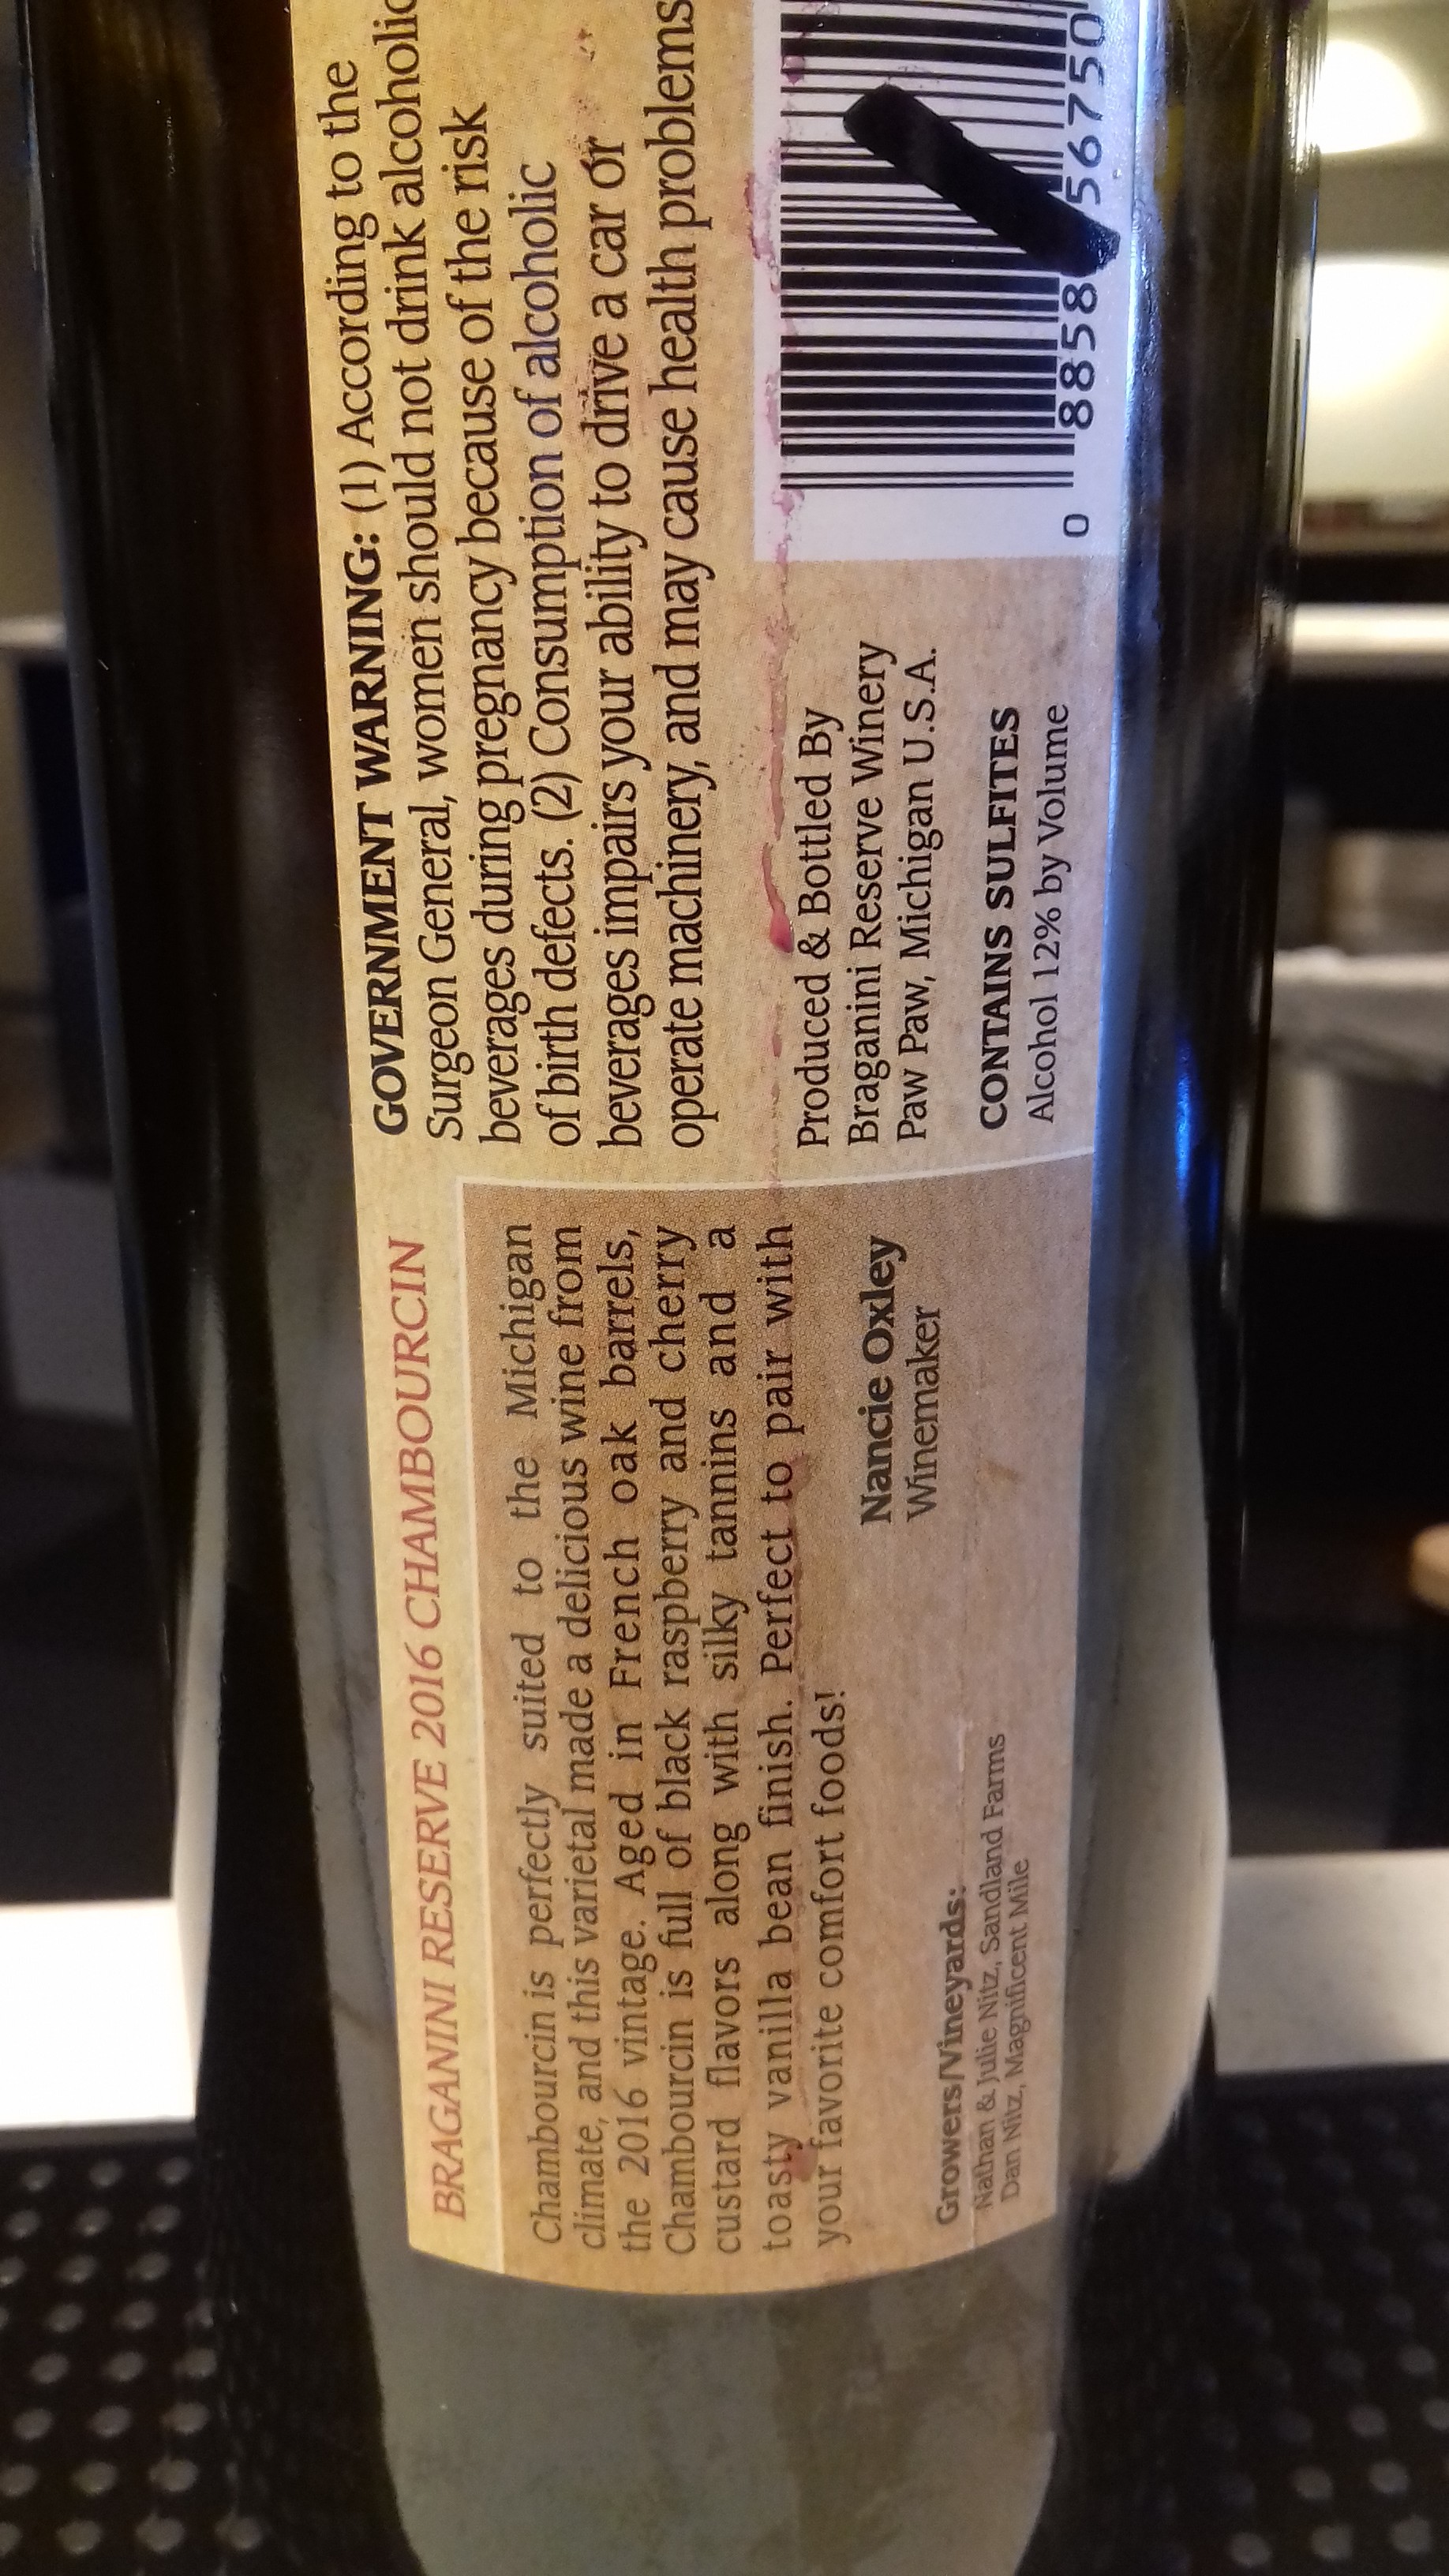 BRAGANINI RESERVE 2016 CHAMBOURCIN
Chambourcin is perfectly suited to the Michigan
climate, and this varietal made a delicious wine from
the 2016 vintage. Aged in French oak barrels,
Chambourcin is full of black raspberry and cherry
custard flavors along with silky tannins and a
toasty vanilla bean finish. Perfect to pair with
your favorite comfort foods!
Nancie Oxley
Winemaker
Growers/Vineyards:
Nathan & Julie Nitz, Sandland Farms
Dan Nitz, Magnificent Mile
GOVERNMENT WARNING: (1) According to the
Surgeon General, women should not drink alcoholic
beverages during pregnancy because of the risk
of birth defects. (2) Consumption of alcoholic
beverages impairs your ability to drive a car or
operate machinery, and may cause health problems
Produced & Bottled By
Braganini Reserve Winery
Paw Paw, Michigan U.S.A.
CONTAINS SULFITES
Alcohol 12% by Volume
0 8858 56750